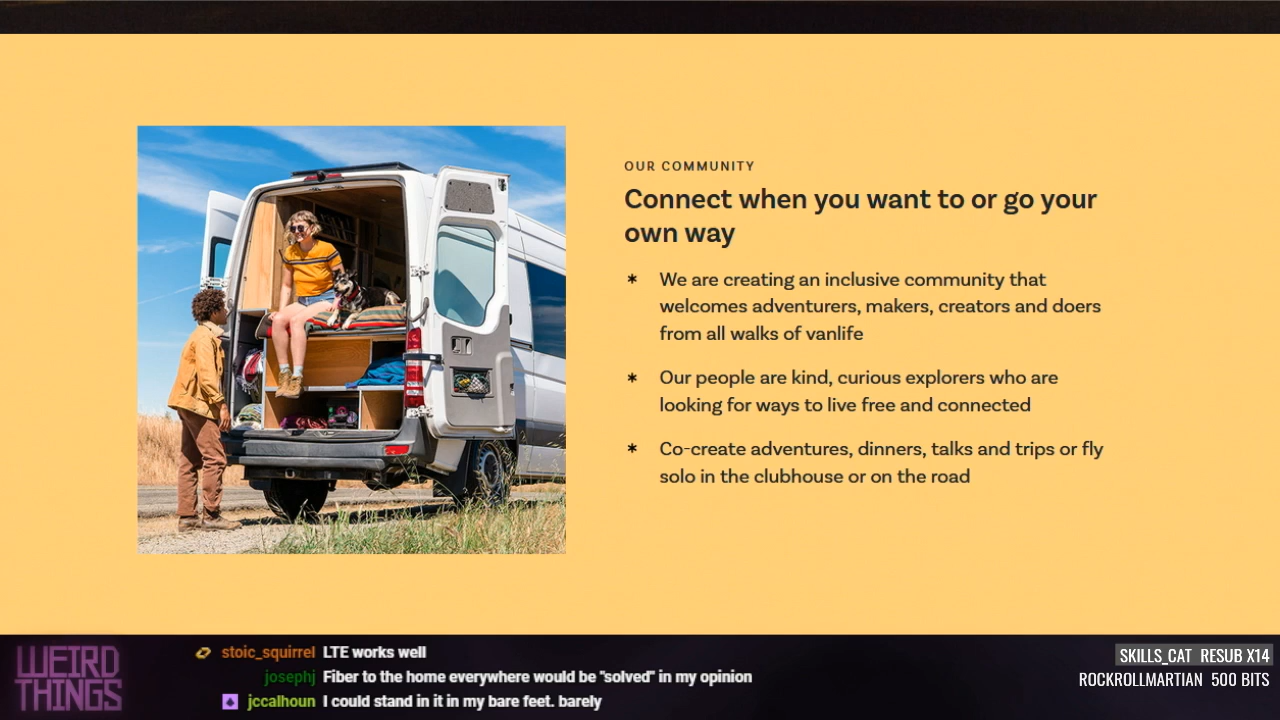 OUR COMMUNITY
Connect when you want to or go your
own way
* We are creating an inclusive community that
welcomes adventurers, makers, creators and doers
from all walks of vanlife
* Our people are kind, curious explorers who are
looking for ways to live free and connected
* Co-create adventures, dinners, talks and trips or fly
solo in the clubhouse or on the road
WEIRD
THINGS
stoic_squirrel LTE works well
josephj Fiber to the home everywhere would be "solved" in my opinion
jccalhoun I could stand in it in my bare feet. barely
SKILLS_CAT RESUB X14
ROCKROLLMARTIAN 500 BITS